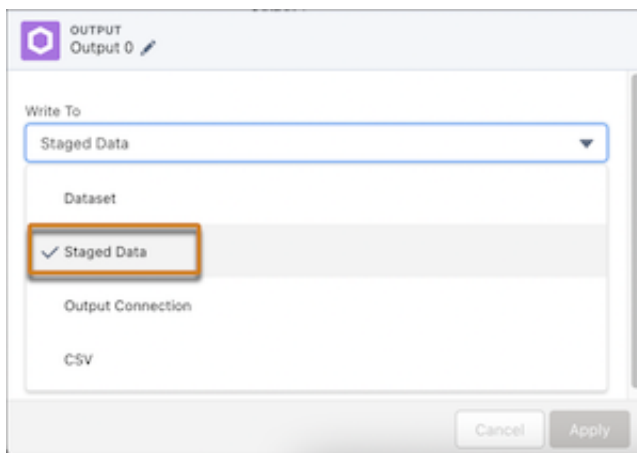 OUTPUT
Output 0
Write To
Staged Data
Dataset
Staged Data
Output Connection
CSV
Cancel
Apply